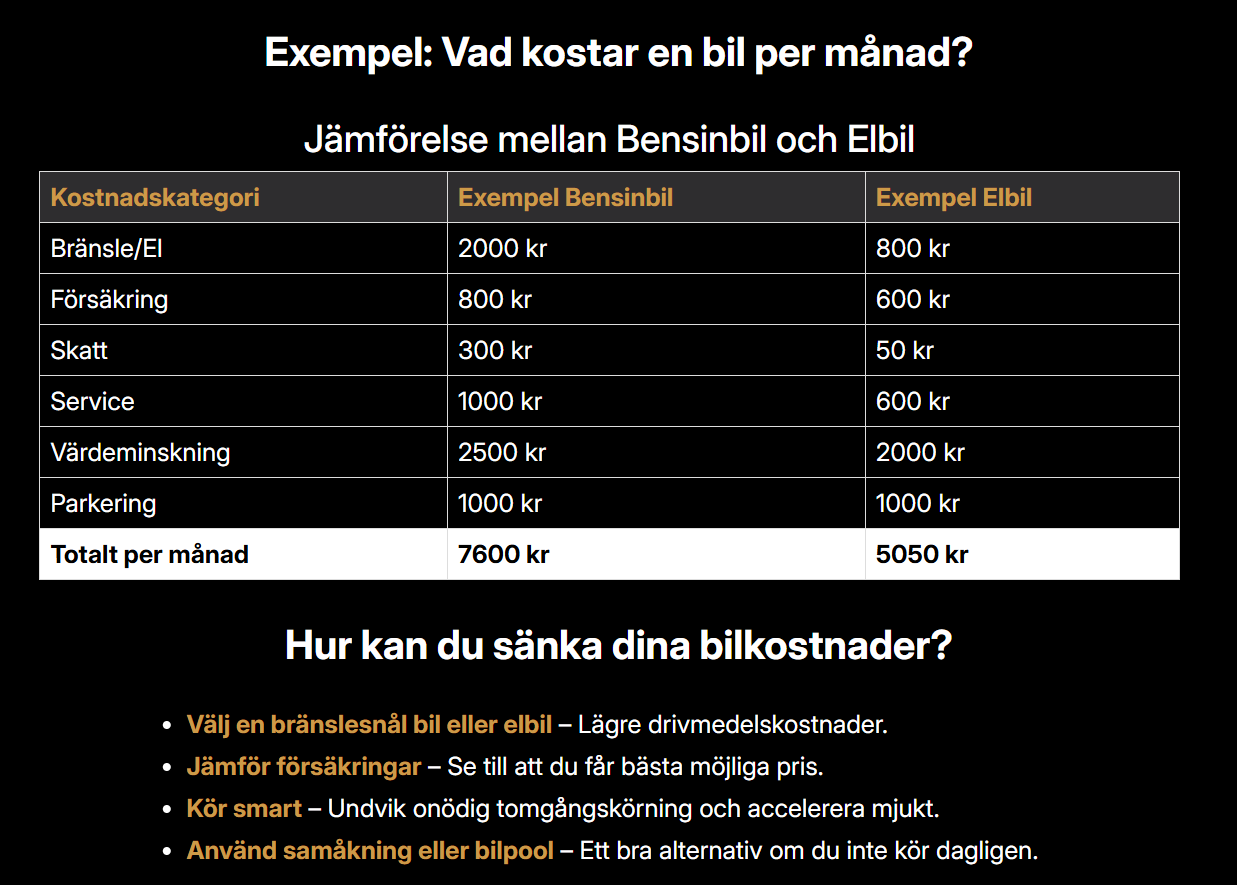 Exempel: Vad kostar en bil per månad?
Jämförelse mellan Bensinbil och Elbil
Kostnadskategori Exempel Bensinbil Exempel Elbil
Bränsle/El 2000 kr 800 kr
Försäkring 800 kr 600 kr
Skatt 300 kr 50 kr
Service 1000 kr 600 kr
Värdeminskning 2500 kr 2000 kr
Parkering 1000 kr 1000 kr
Totalt per månad 7600 kr 5050 kr
Hur kan du sänka dina bilkostnader?
• Välj en bränslesnål bil eller elbil – Lägre drivmedelskostnader.
• Jämför försäkringar – Se till att du får bästa möjliga pris.
• Kör smart – Undvik onödig tomgångskörning och accelerera mjukt.
• Använd samåkning eller bilpool – Ett bra alternativ om du inte kör dagligen.